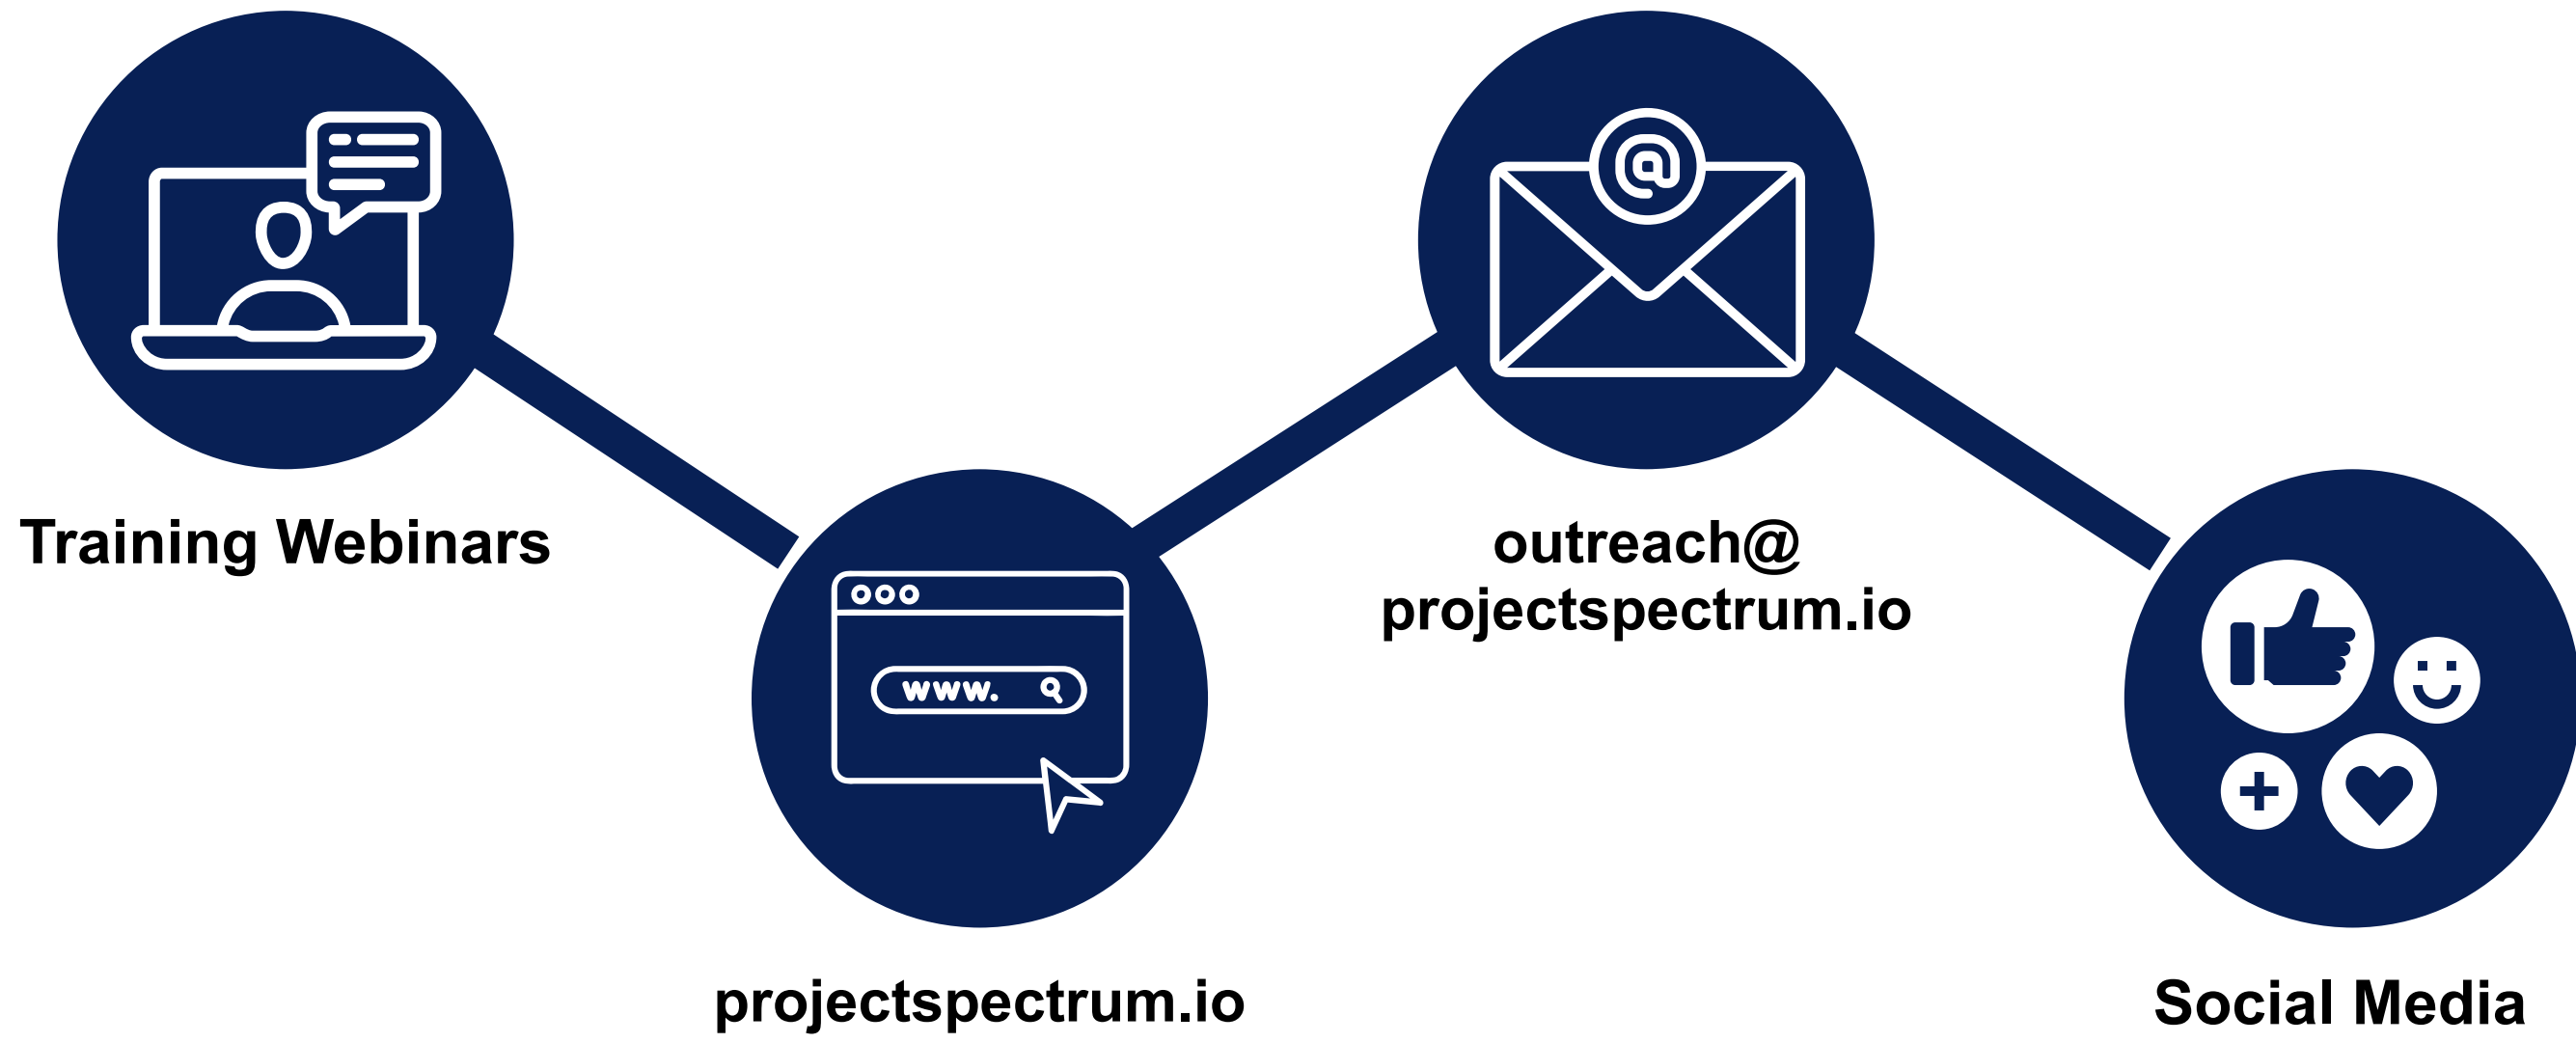 Training Webinars
www.
projectspectrum.io
outreach@
projectspectrum.io
Social Media